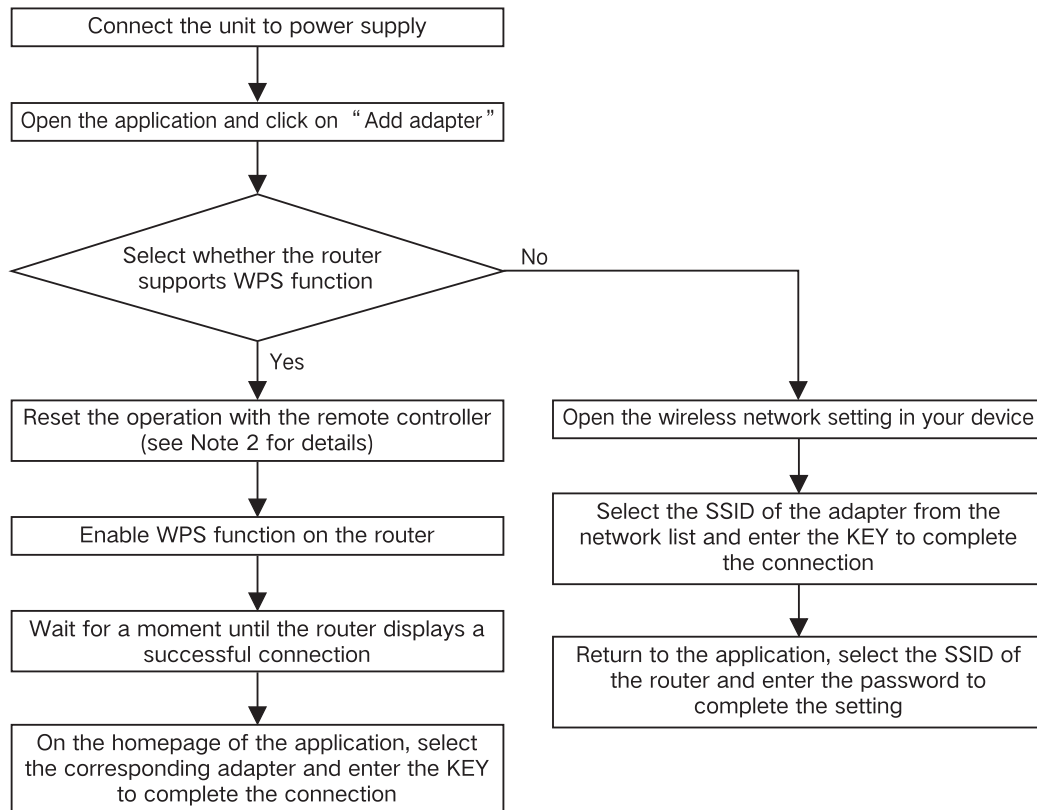 Connect the unit to power supply
Open the application and click on “Add adapter”
Select whether the router
supports WPS function
No
Yes
Reset the operation with the remote controller
(see Note 2 for details)
Enable WPS function on the router
Wait for a moment until the router displays a
successful connection
On the homepage of the application, select
the corresponding adapter and enter the KEY
to complete the connection
Open the wireless network setting in your device
Select the SSID of the adapter from the
network list and enter the KEY to complete
the connection
Return to the application, select the SSID of
the router and enter the password to
complete the setting